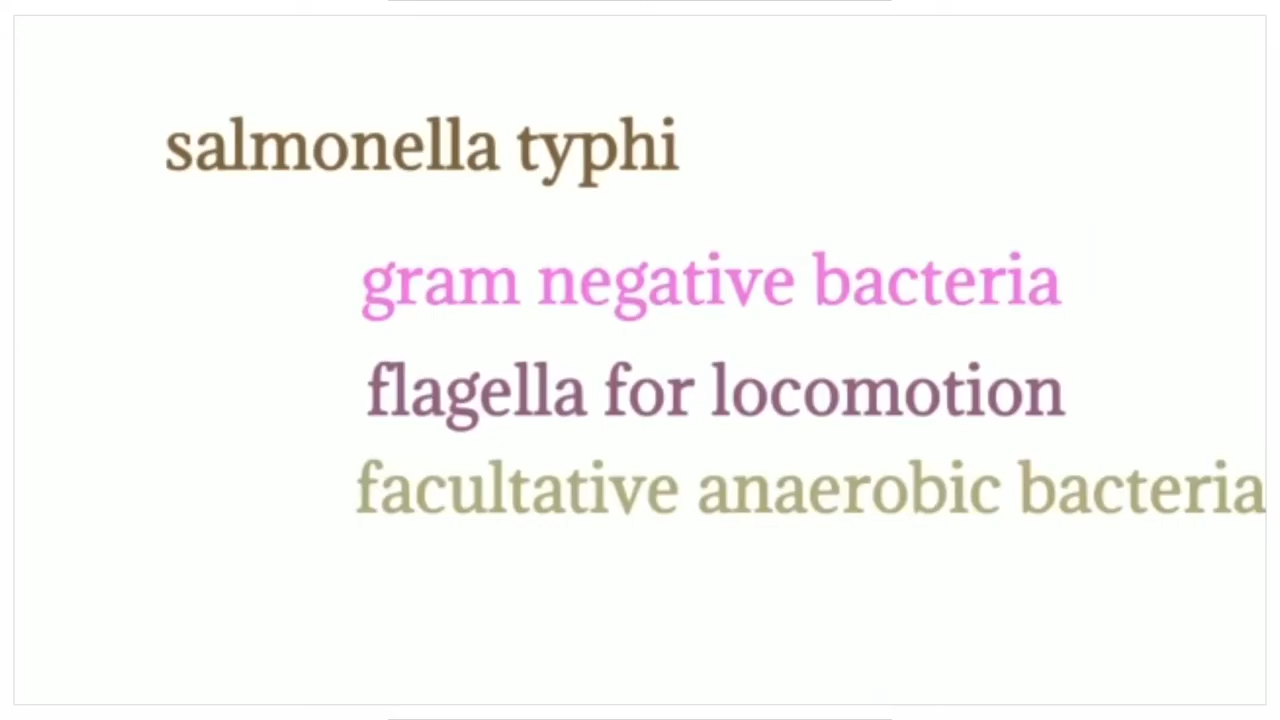 salmonella typhi
gram negative bacteria
flagella for locomotion
facultative anaerobic bacteria